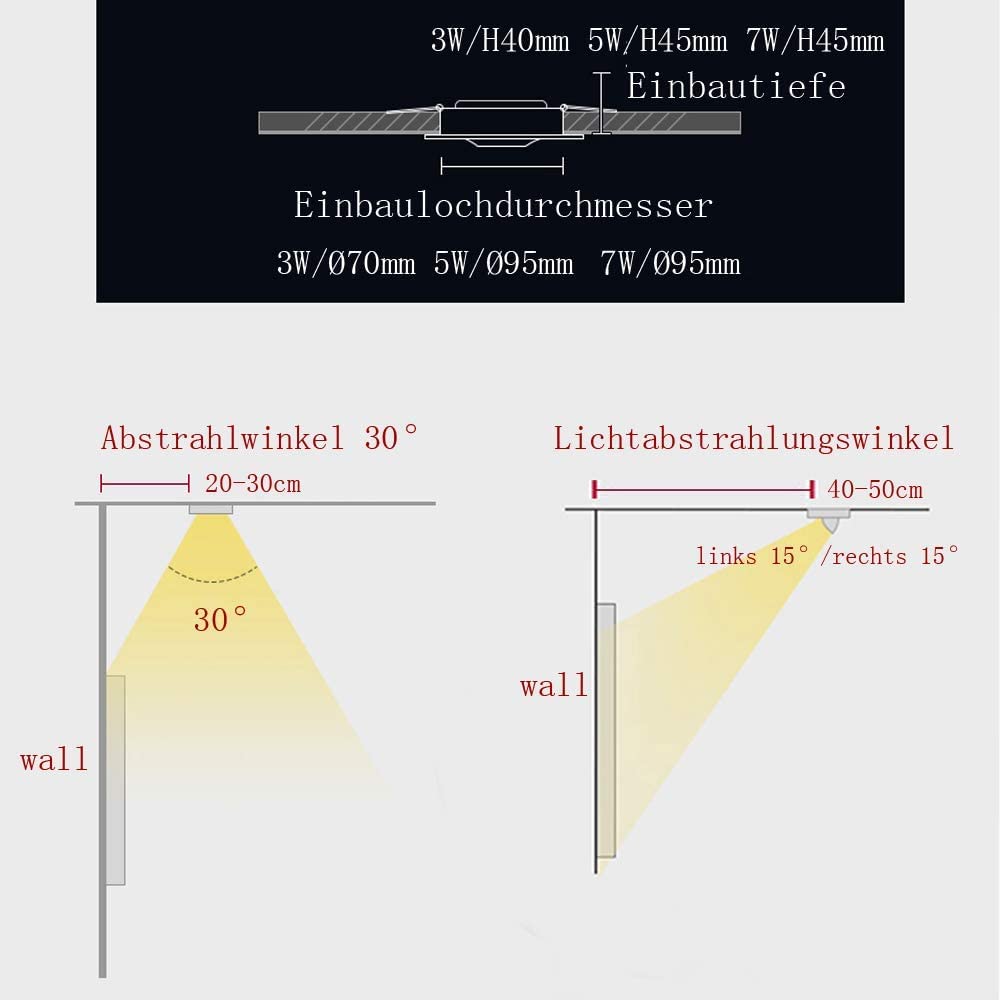 3W/H40mm 5W/H45mm 7W/H45mm
Einbautiefe
Einbaulochdurchmesser
3W/Ø70mm 5W/Ø95mm 7W/Ø95mm
Abstrahlwinkel 30°
20-30cm
30°
wall
Lichtabstrahlungswinkel
40-50cm
links 15°/rechts 15°
wall